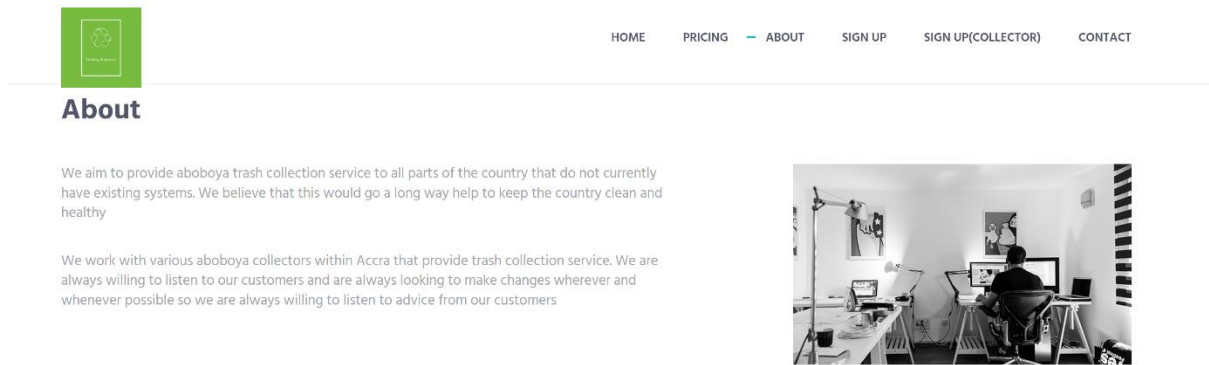 HOME PRICING ABOUT SIGN UP SIGN UP(COLLECTOR) CONTACT
About
We aim to provide aboboya trash collection service to all parts of the country that do not currently
have existing systems. We believe that this would go a long way help to keep the country clean and
healthy
We work with various aboboya collectors within Accra that provide trash collection service. We are
always willing to listen to our customers and are always looking to make changes wherever and
whenever possible so we are always willing to listen to advice from our customers